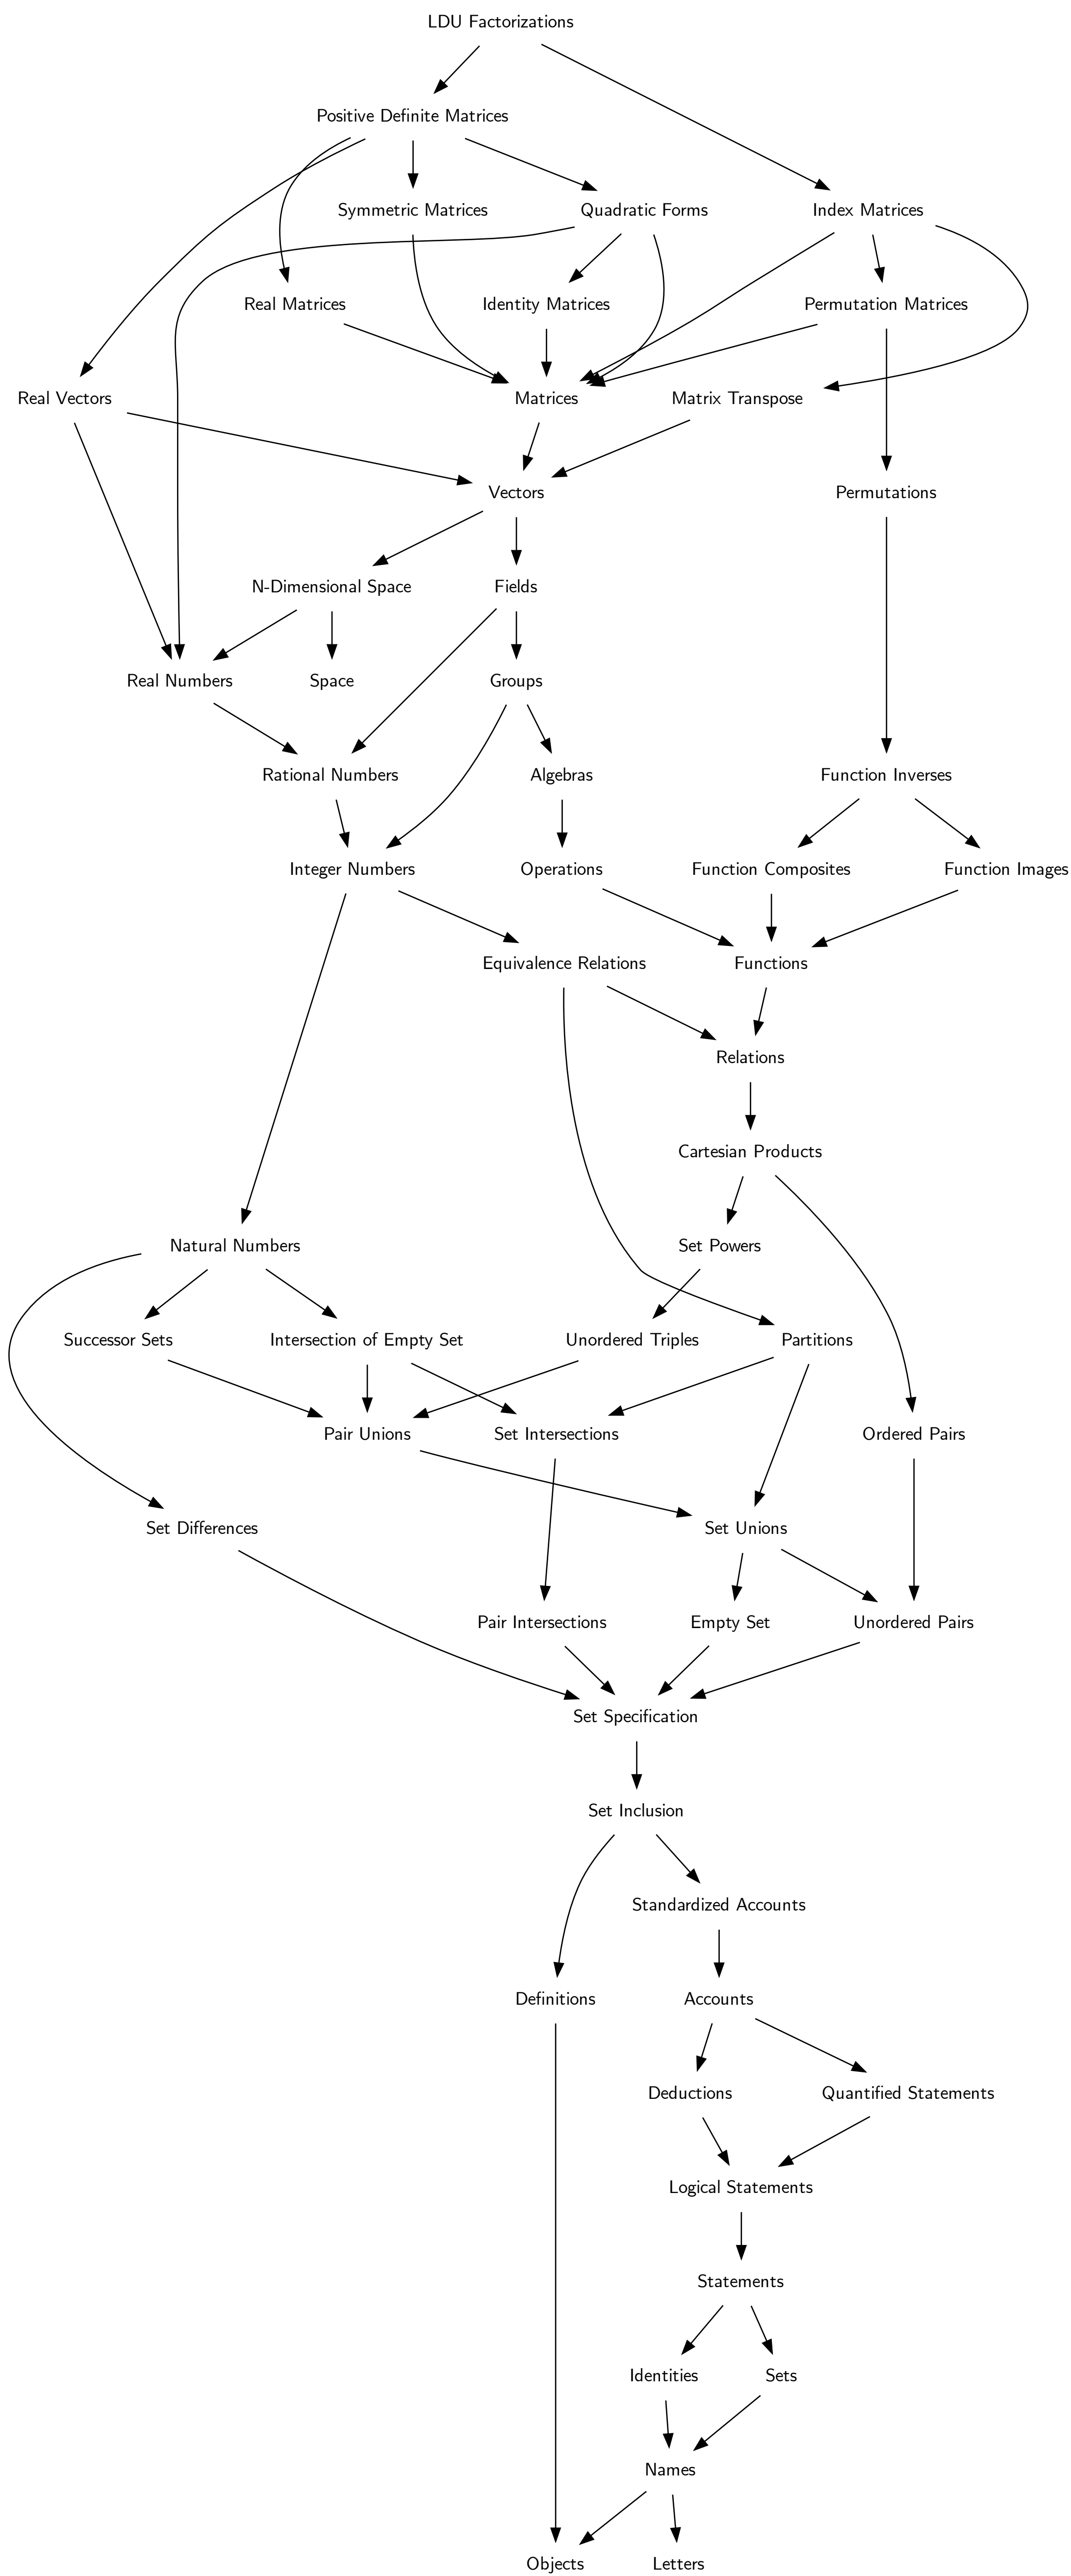 LDU Factorizations
Positive Definite Matrices
Symmetric Matrices
Quadratic Forms
Index Matrices
Real Matrices
Identity Matrices
Permutation Matrices
Real Vectors
Matrices
Matrix Transpose
Vectors
Permutations
N-Dimensional Space
Fields
Real Numbers
Space
Groups
Rational Numbers
Algebras
Function Inverses
Integer Numbers
Operations
Function Composites
Function Images
Equivalence Relations
Functions
Relations
Cartesian Products
Natural Numbers
Set Powers
Successor Sets
Intersection of Empty Set
Unordered Triples
Partitions
Pair Unions
Set Intersections
Ordered Pairs
Set Differences
Set Unions
Pair Intersections
Empty Set
Unordered Pairs
Set Specification
Set Inclusion
Standardized Accounts
Definitions
Accounts
Deductions
Quantified Statements
Logical Statements
Statements
Identities
Sets
Names
Objects
Letters